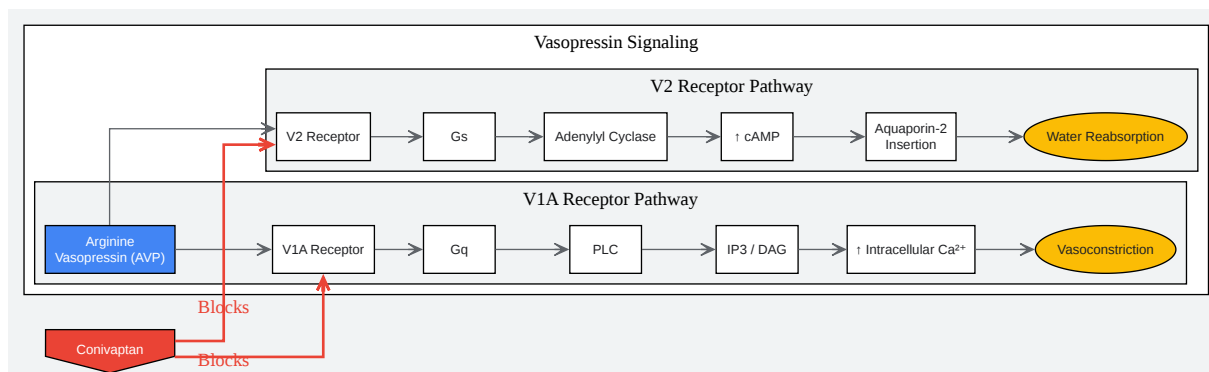 Vasopressin Signaling
V2 Receptor Pathway
V2 Receptor
Gs
Adenylyl Cyclase
↑ cAMP
Aquaporin-2
Insertion
Water Reabsorption
V1A Receptor Pathway
Arginine
Vasopressin (AVP)
V1A Receptor
Gq
PLC
IP3 / DAG
↑ Intracellular Ca²⁺
Vasoconstriction
Blocks
Conivaptan
Blocks